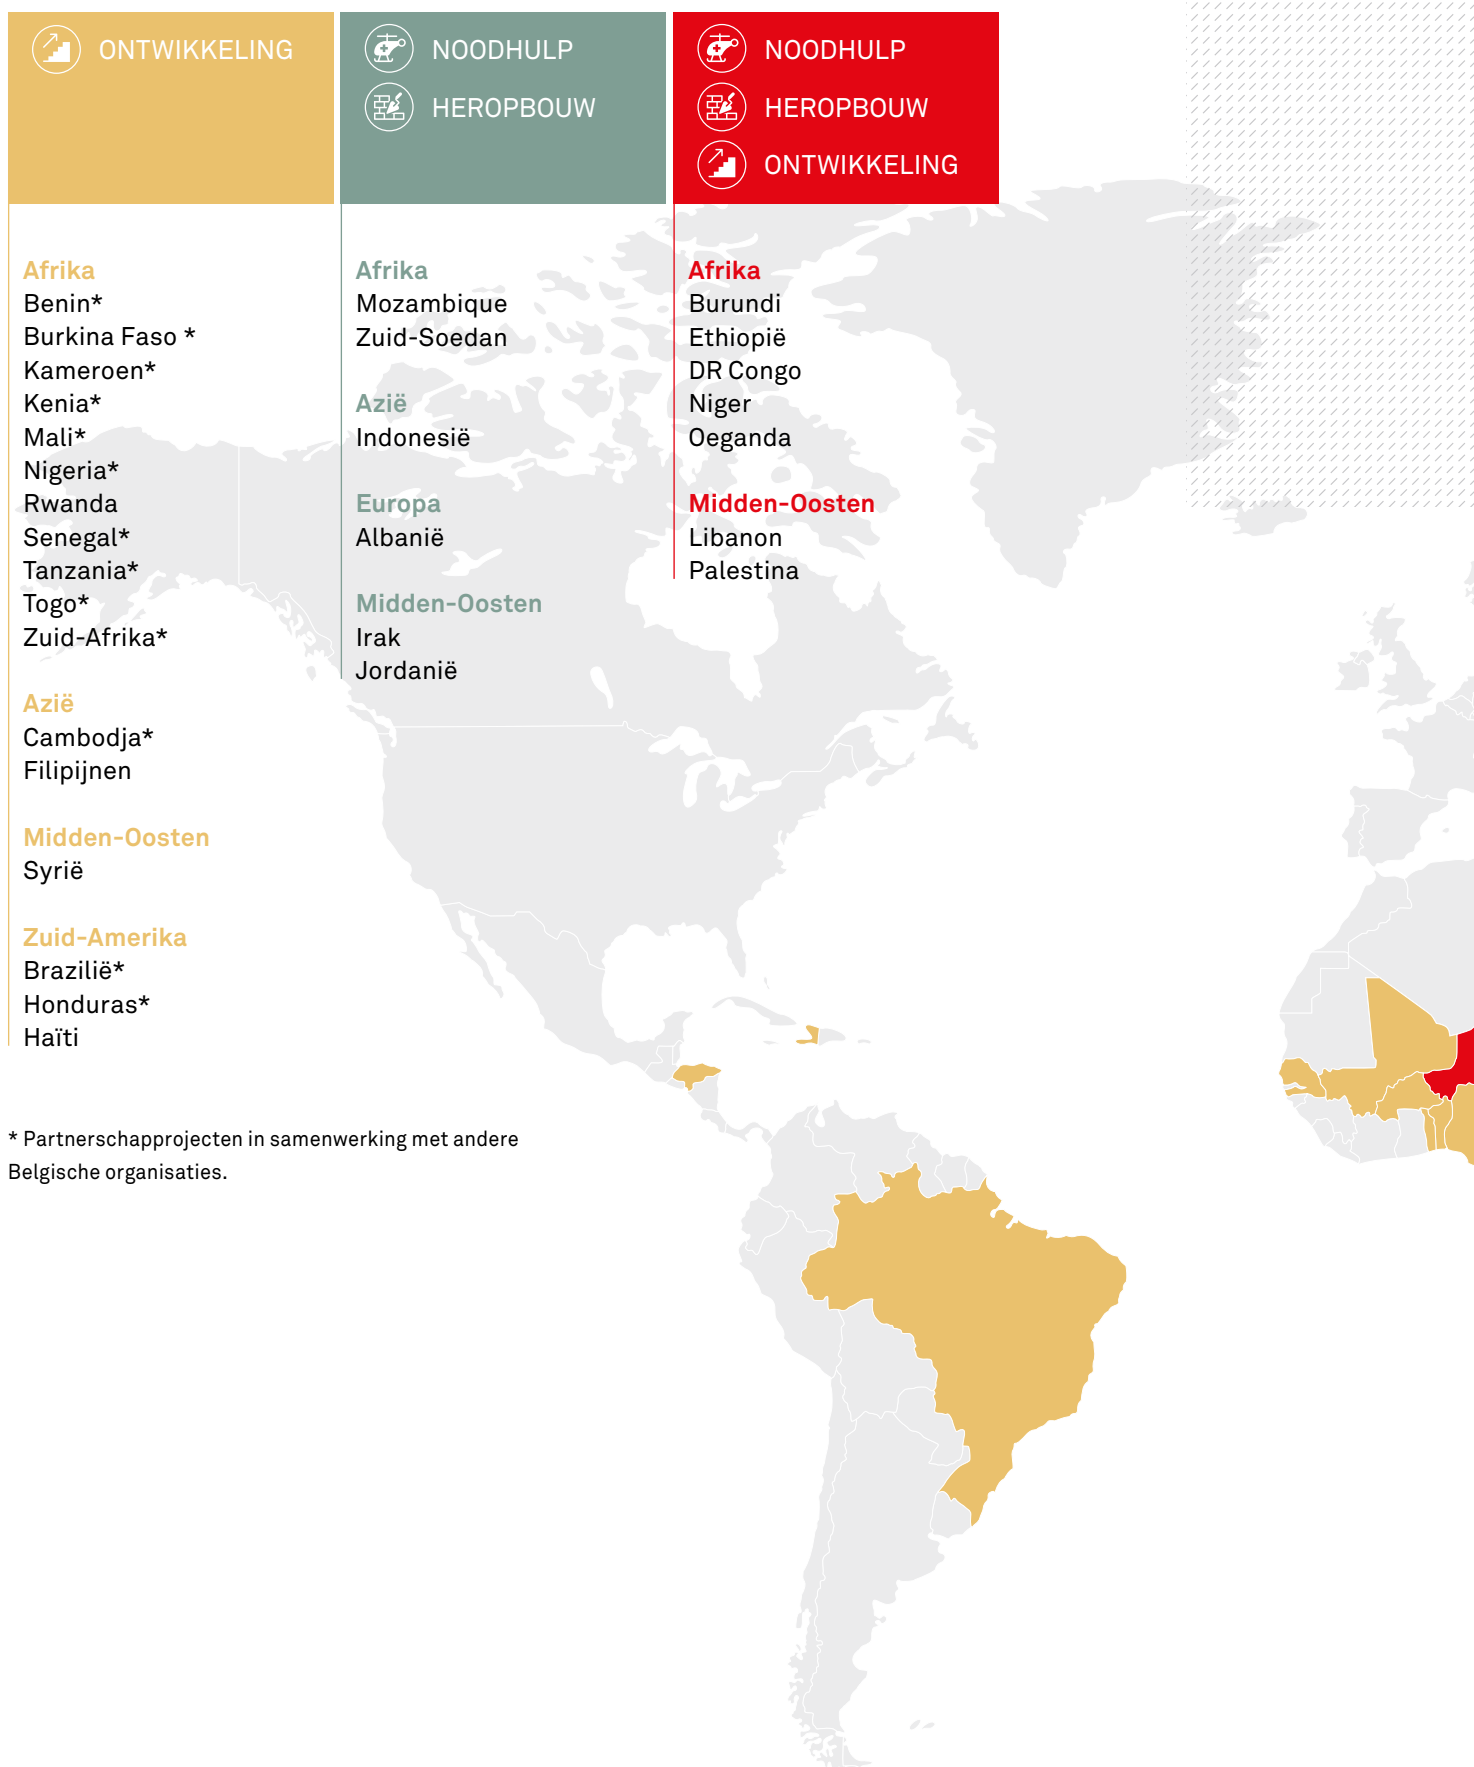 ONTWIKKELING
Afrika
Benin*
Burkina Faso *
Kameroen*
Kenia*
Mali*
Nigeria*
Rwanda
Senegal*
Tanzania*
Togo*
Zuid-Afrika*
Azië
Cambodja*
Filipijnen
Midden-Oosten
Syrië
Zuid-Amerika
Brazilië*
Honduras*
Haïti
NOODHULP
HEROPBOUW
Afrika
Mozambique
Zuid-Soedan
Azië
Indonesië
Europa
Albanië
Midden-Oosten
Irak
Jordanië
NOODHULP
HEROPBOUW
ONTWIKKELING
Afrika
Burundi
Ethiopië
DR Congo
Niger
Oeganda
Midden-Oosten
Libanon
Palestina
* Partnerschapprojecten in samenwerking met andere
Belgische organisaties.